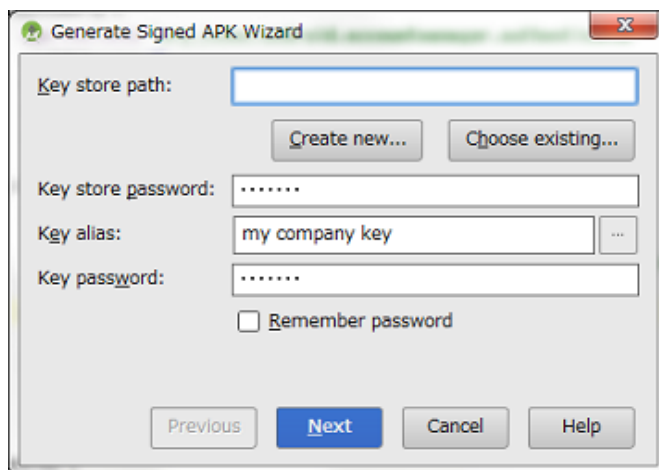 Generate Signed APK Wizard
Key store path:
Create new... Choose existing...
Key store password: •••••••
Key alias: my company key ...
Key password: •••••••
Remember password
Previous Next Cancel Help